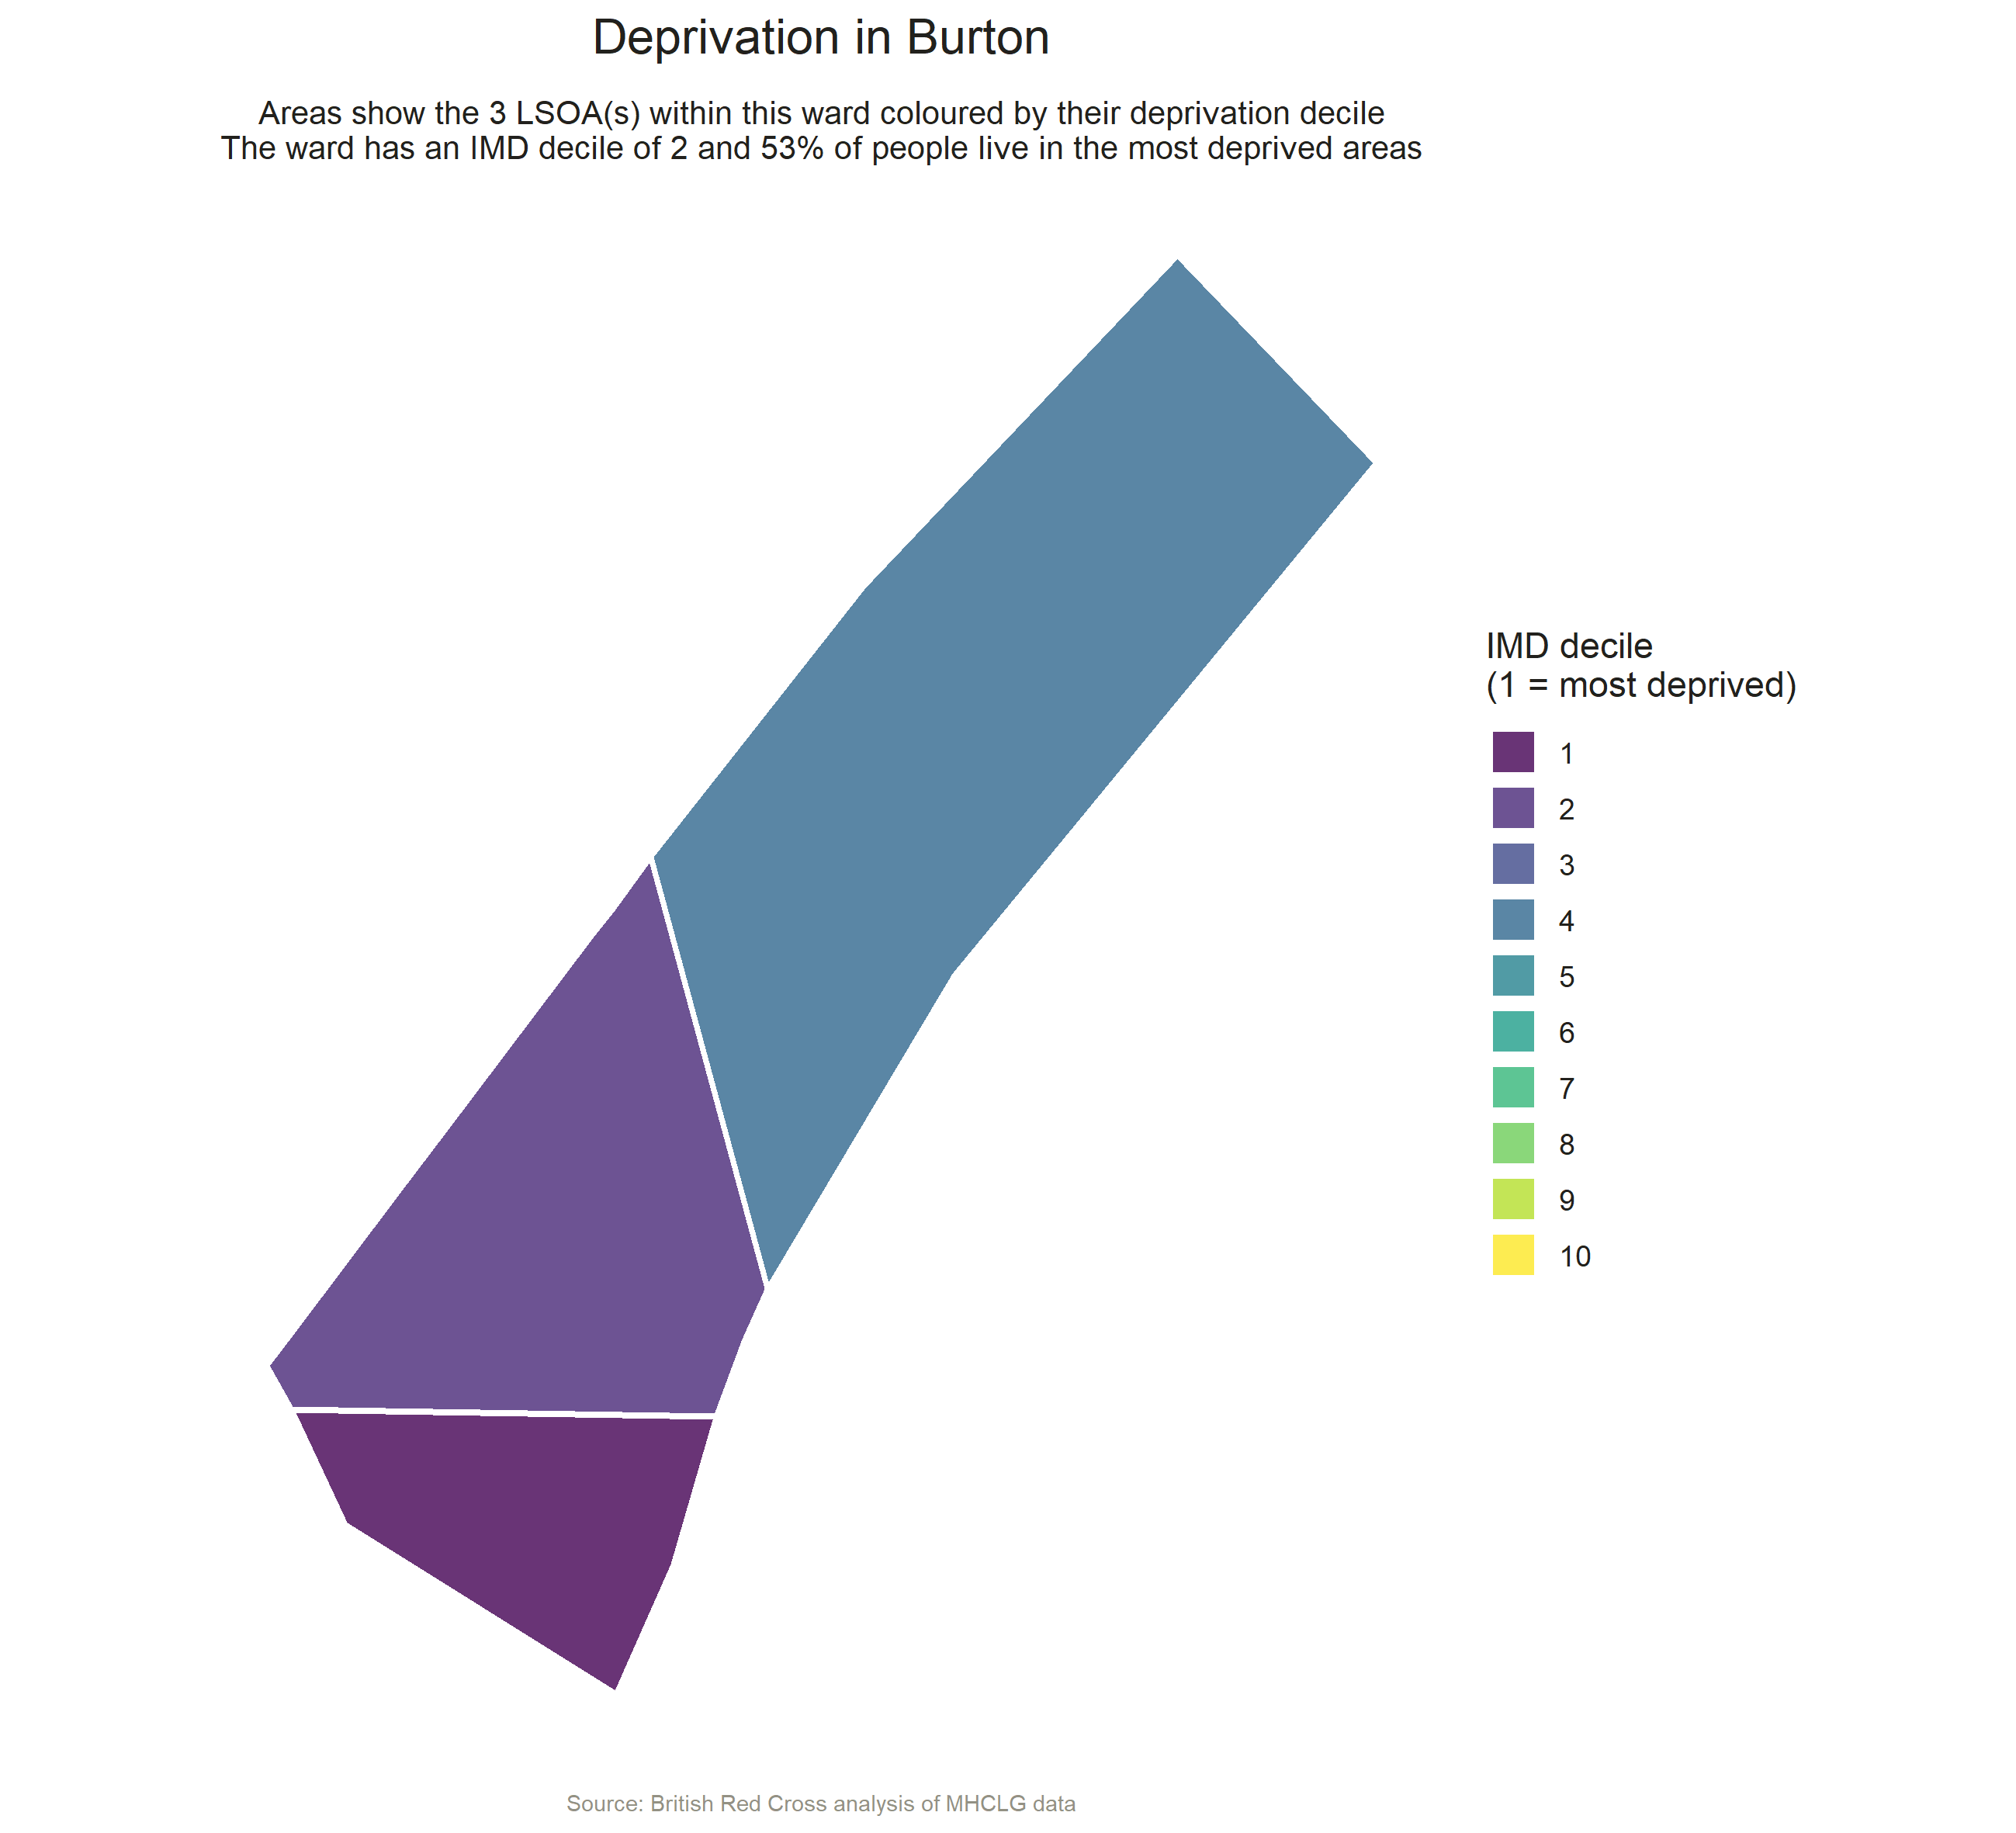 Deprivation in Burton
Areas show the 3 LSOA(s) within this ward coloured by their deprivation decile
The ward has an IMD decile of 2 and 53% of people live in the most deprived areas
IMD decile
(1 = most deprived)
1
2
3
4
5
6
7
8
9
10
Source: British Red Cross analysis of MHCLG data